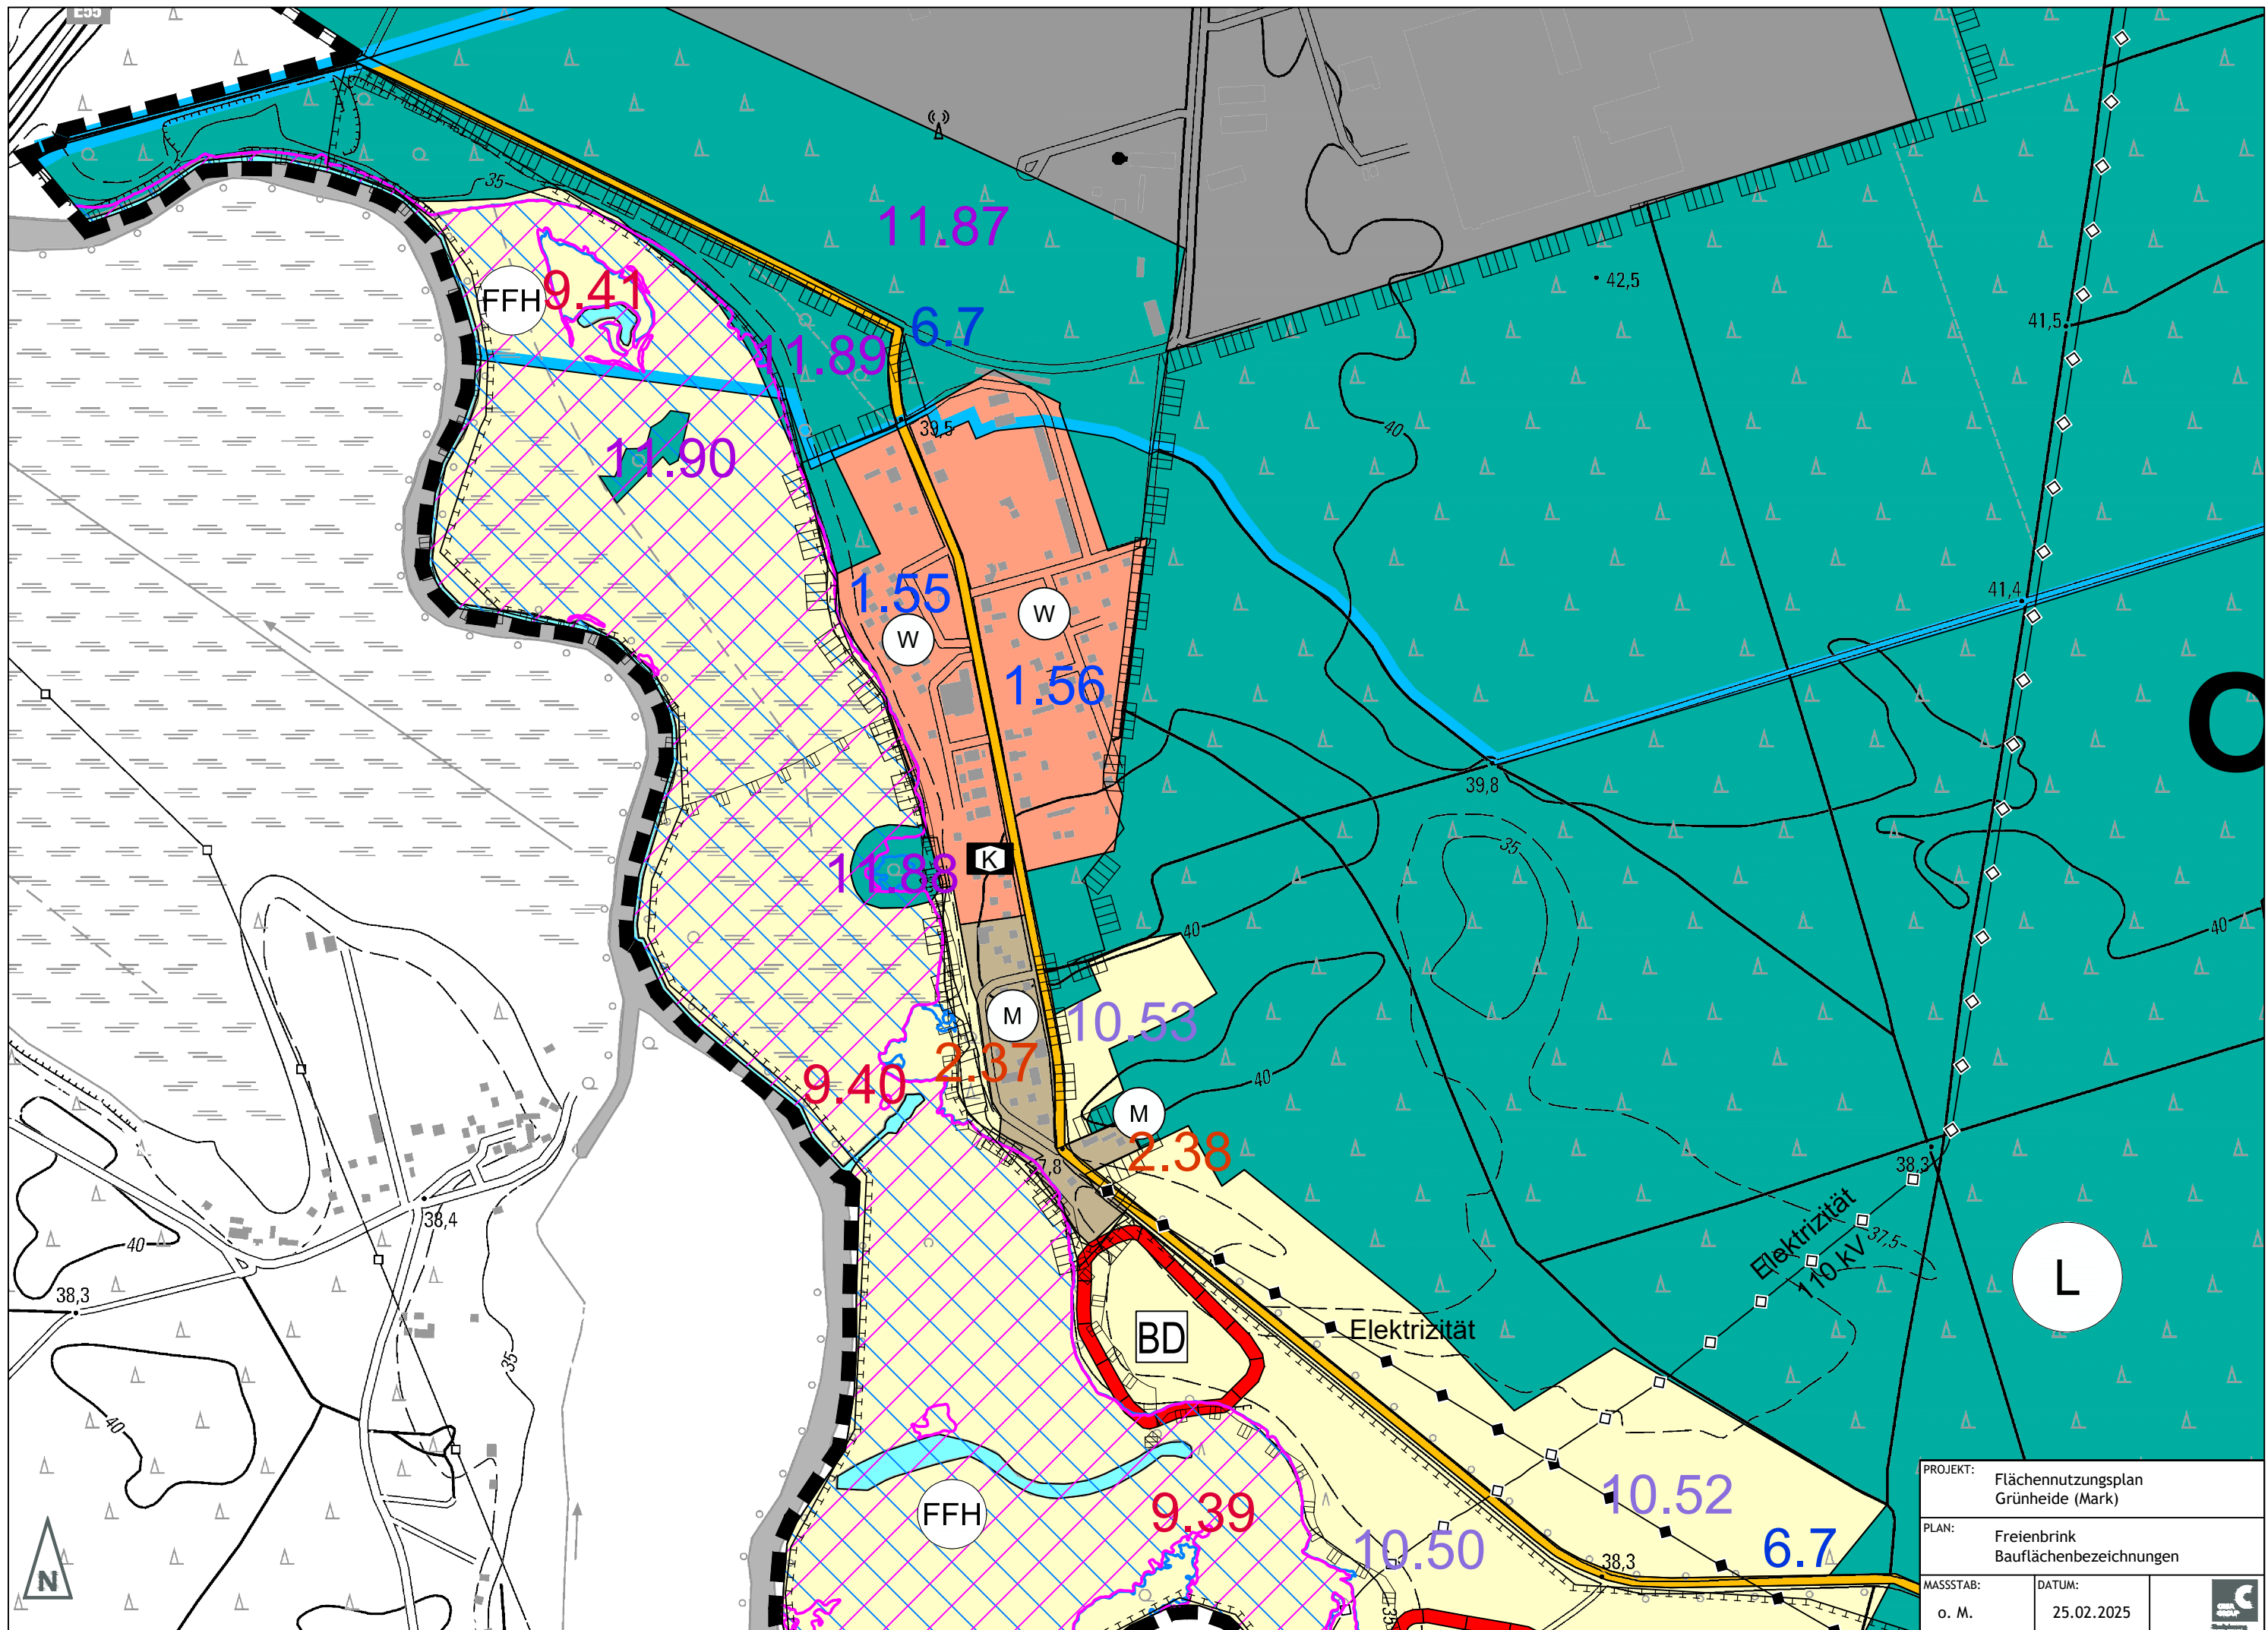 E55
35
11.87
FFH
9.41
42,5
6.7
41,5
11.89
39,5
40
11.90
1.55
W
W
41,4
1.56
O
39,8
35
K
11.88
40
40
M
10.53
2.37
40
9.40
M
2.38
38,3
38,4
40
Elektrizität
110 kV
37,5
L
38,3
Elektrizität
BD
35
40
10.52
FFH
9.39
10.50
38,3
6.7
35
N
PROJEKT:
Flächennutzungsplan
Grünheide (Mark)
PLAN:
Freienbrink
Bauflächenbezeichnungen
MASSSTAB:
o. M.
DATUM:
25.02.2025